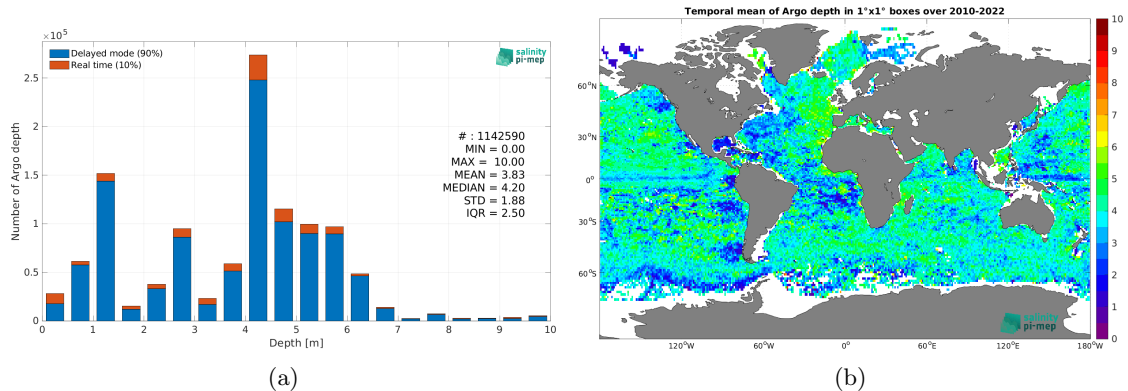 ×10⁵
Delayed mode (90%)
Real time (10%)
salinity
pi-mep
# : 1142590
MIN = 0.00
MAX = 10.00
MEAN = 3.83
MEDIAN = 4.20
STD = 1.88
IQR = 2.50
Number of Argo depth
2.5
2
1.5
1
0.5
0
0 1 2 3 4 5 6 7 8 9 10
Depth [m]
(a)
Temporal mean of Argo depth in 1°x1° boxes over 2010-2022
60°N
30°N
0°
30°S
60°S
120°W 60°W 0° 60°E 120°E 180°W
salinity
pi-mep
10
9
8
7
6
5
4
3
2
1
0
(b)